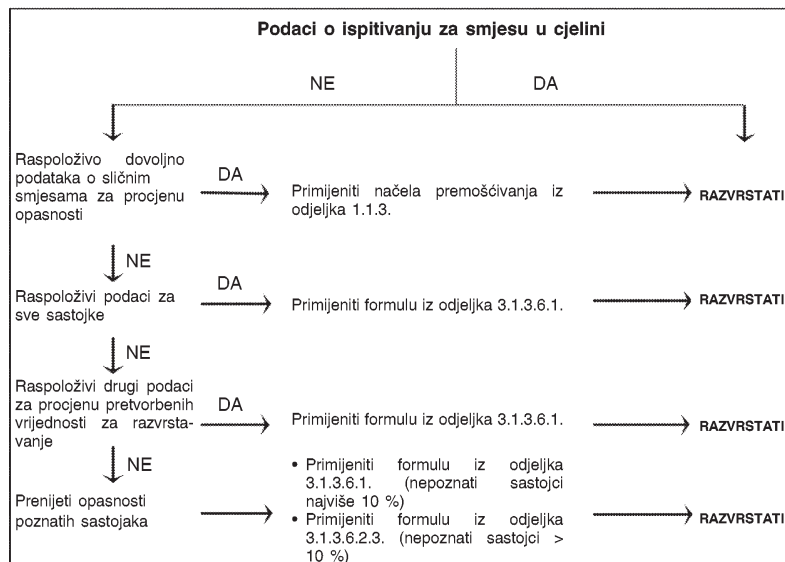 Podaci o ispitivanju za smjesu u cjelini
NE
DA
Raspoloživo dovoljno
podataka o sličnim
smjesama za procjenu
opasnosti
DA
Primijeniti načela premošćivanja iz
odjeljka 1.1.3.
RAZVRSTATI
NE
Raspoloživi podaci za
sve sastojke
DA
Primijeniti formulu iz odjeljka 3.1.3.6.1.
RAZVRSTATI
NE
Raspoloživi drugi podaci
za procjenu pretvorbenih
vrijednosti za razvrsta-
vanje
DA
Primijeniti formulu iz odjeljka 3.1.3.6.1.
RAZVRSTATI
NE
Prenijeti opasnosti
poznatih sastojaka
• Primijeniti formulu iz odjeljka
3.1.3.6.1. (nepoznati sastojci
najviše 10 %)
• Primijeniti formulu iz odjeljka
3.1.3.6.2.3. (nepoznati sastojci >
10 %)
RAZVRSTATI